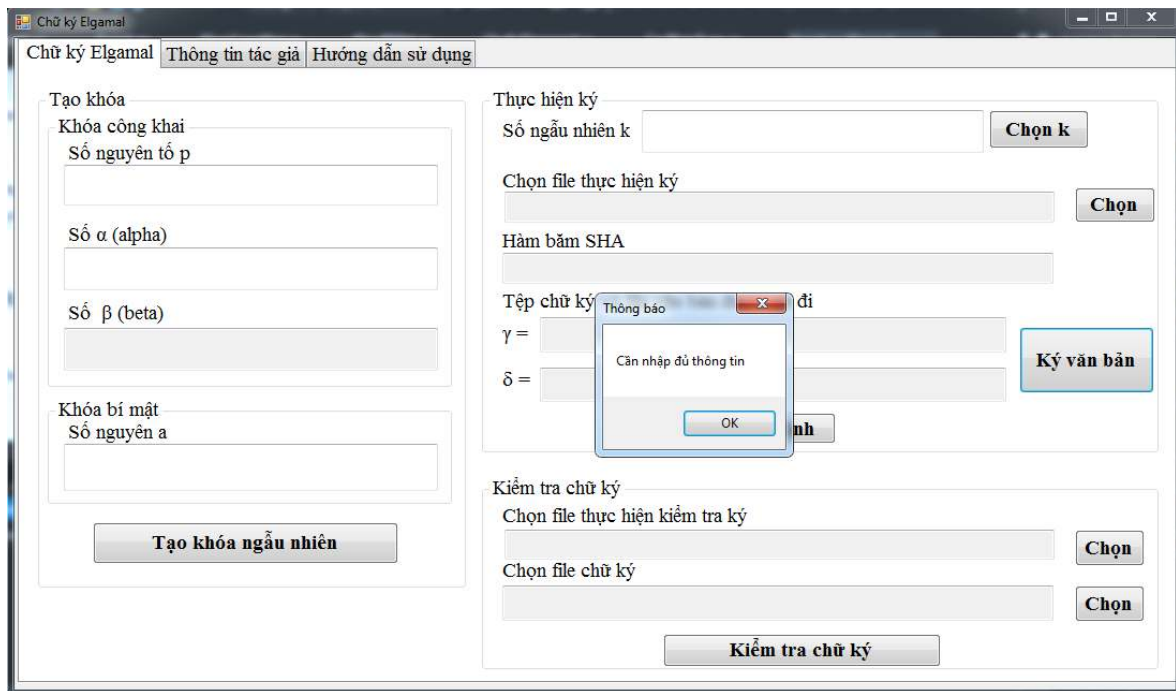 Chữ ký Elgamal
Chữ ký Elgamal Thông tin tác giả Hướng dẫn sử dụng
Tạo khóa
Khóa công khai
Số nguyên tố p
Số α (alpha)
Số β (beta)
Khóa bí mật
Số nguyên a
Tạo khóa ngẫu nhiên
Thực hiện ký
Số ngẫu nhiên k
Chọn k
Chọn file thực hiện ký
Chọn
Hàm băm SHA
Tệp chữ ký đi
γ =
δ =
Ký văn bản
Thông báo
Cần nhập đủ thông tin
OK
Kiểm tra chữ ký
Chọn file thực hiện kiểm tra ký
Chọn
Chọn file chữ ký
Chọn
Kiểm tra chữ ký